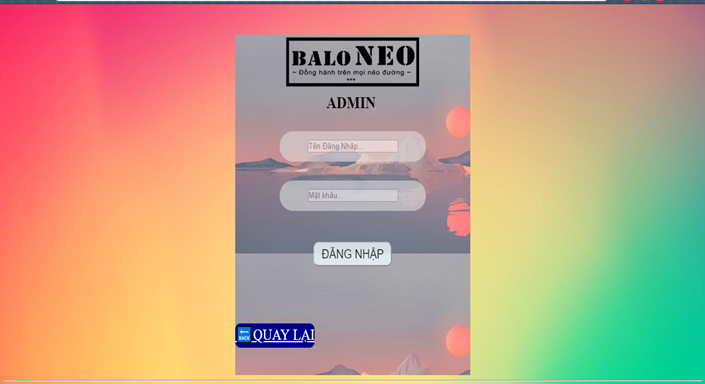 BALO NEO
~ Đồng hành trên mọi nẻo đường ~
ADMIN
Tên Đăng Nhập...
Mật khẩu...
ĐĂNG NHẬP
BACK QUAY LẠI